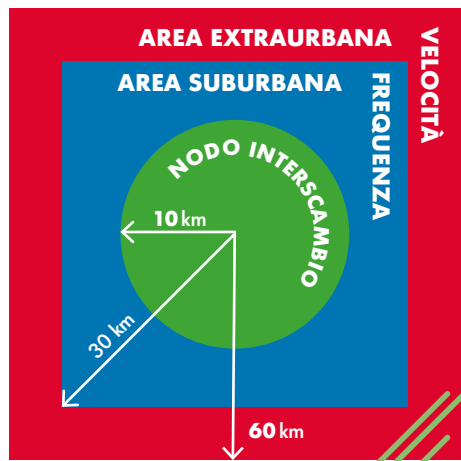 AREA EXTRAURBANA
VELOCITÀ
AREA SUBURBANA
FREQUENZA
NODO INTERSCAMBIO
10 km
30 km
60 km